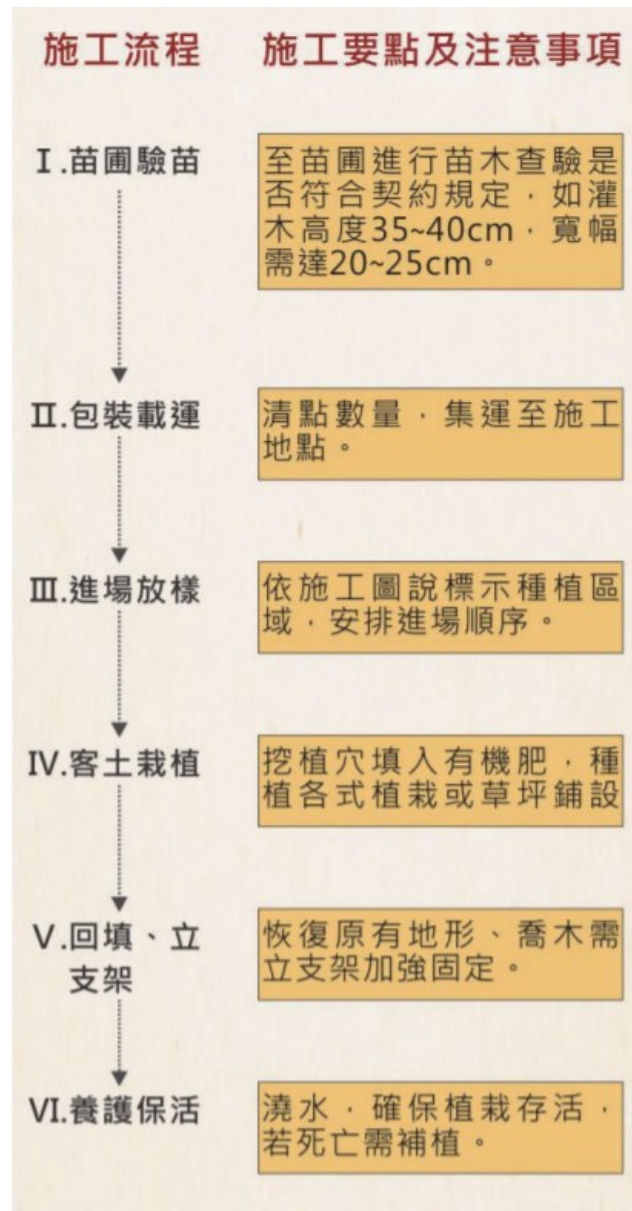 施工流程 施工要點及注意事項
Ⅰ.苗圃驗苗
至苗圃進行苗木查驗是
否符合契約規定，如灌
木高度35~40cm，寬幅
需達20~25cm。
Ⅱ.包裝載運
清點數量，集運至施工
地點。
Ⅲ.進場放樣
依施工圖說標示種植區
域，安排進場順序。
Ⅳ.客土栽植
挖植穴填入有機肥，種
植各式植栽或草坪鋪設
Ⅴ.回填、立
支架
恢復原有地形、喬木需
立支架加強固定。
Ⅵ.養護保活
澆水，確保植栽存活，
若死亡需補植。